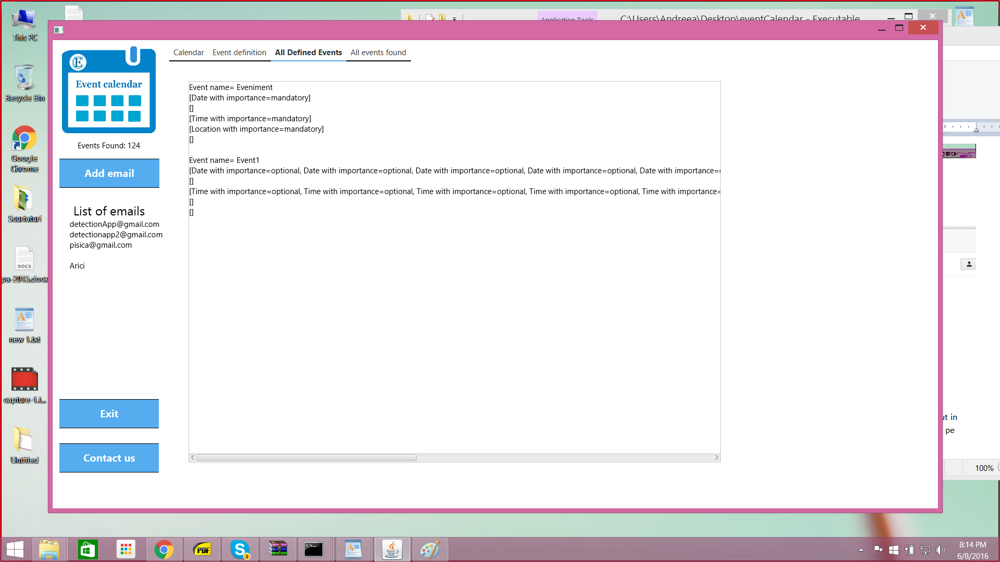 This PC
Recycle Bin
Google
Chrome
Scurtaturi
DOCX
pa-2015.docx
new 1.txt
capture-1.t...
Untitled
Application Tools
C:\Users\Andreea\Desktop\eventCalendar - Executable
E
Event calendar
Events Found: 124
Add email
List of emails
detectionApp@gmail.com
detectionapp2@gmail.com
pisica@gmail.com
Arici
Exit
Contact us
Calendar Event definition All Defined Events All events found
Event name= Eveniment
[Date with importance=mandatory]
[]
[Time with importance=mandatory]
[Location with importance=mandatory]
[]
Event name= Event1
[Date with importance=optional, Date with importance=optional, Date with importance=optional, Date with importance=optional, Date with importance=
[]
[Time with importance=optional, Time with importance=optional, Time with importance=optional, Time with importance=optional, Time with importance=
[]
[]
in
pe
100%
PDF
1
8:14 PM
6/8/2016